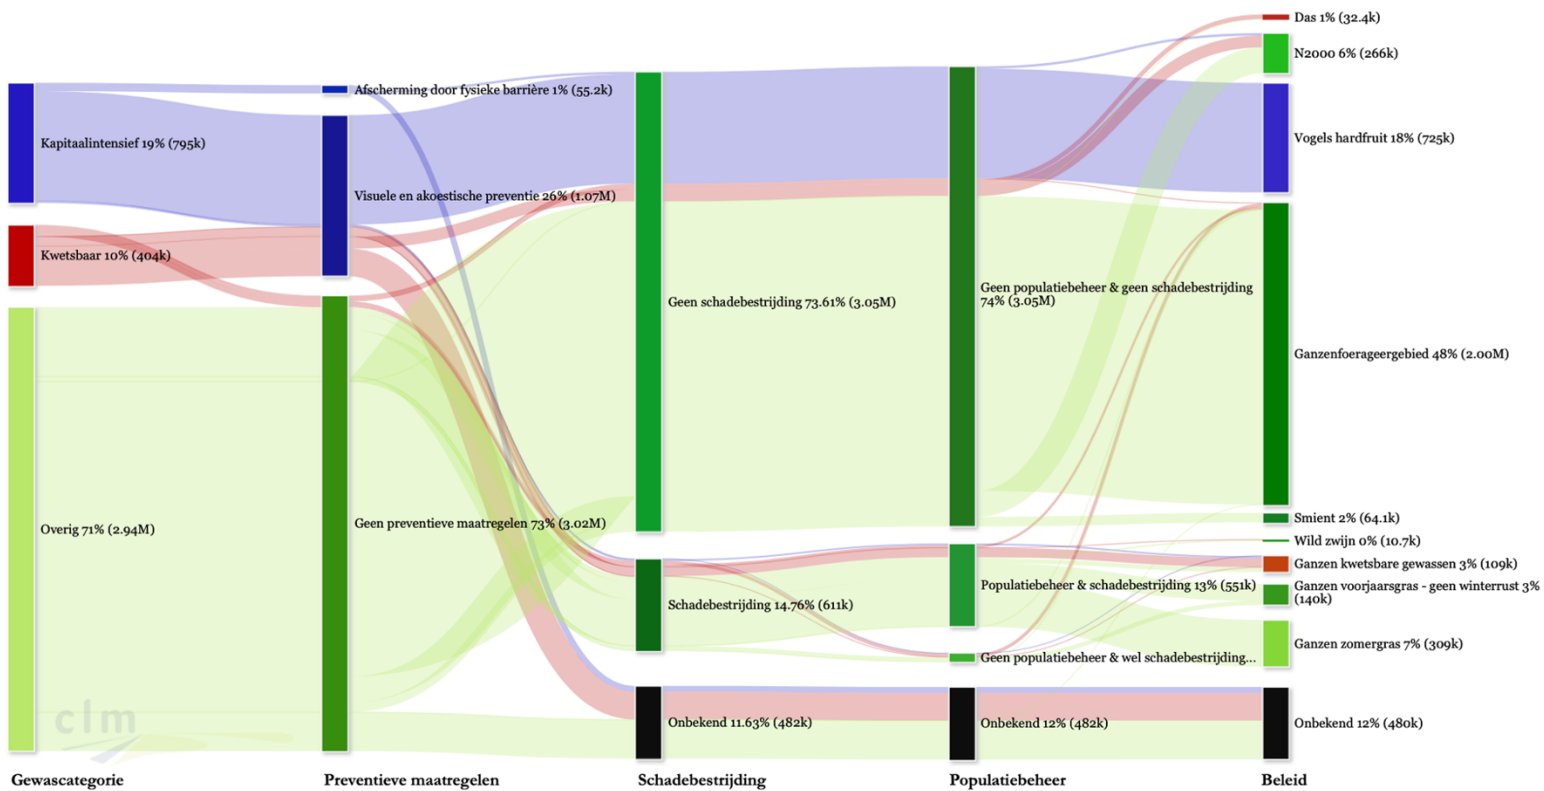 Das 1% (32.4k)
N2000 6% (266k)
Afscherming door fysieke barrière 1% (55.2k)
Kapitaalintensief 19% (795k)
Vogels hardfruit 18% (725k)
Visuele en akoestische preventie 26% (1.07M)
Kwetsbaar 10% (404k)
Geen populatiebeheer & geen schadebestrijding
74% (3.05M)
Geen schadebestrijding 73.61% (3.05M)
Ganzenfoerageergebied 48% (2.00M)
Overig 71% (2.94M)
Geen preventieve maatregelen 73% (3.02M)
Smient 2% (64.1k)
Wild zwijn 0% (10.7k)
Ganzen kwetsbare gewassen 3% (109k)
Populatiebeheer & schadebestrijding 13% (551k)
Ganzen voorjaarsgras - geen winterrust 3%
(140k)
Schadebestrijding 14.76% (611k)
Ganzen zomergras 7% (309k)
Geen populatiebeheer & wel schadebestrijding...
clm
Onbekend 11.63% (482k)
Onbekend 12% (482k)
Onbekend 12% (480k)
Gewascategorie
Preventieve maatregelen
Schadebestrijding
Populatiebeheer
Beleid